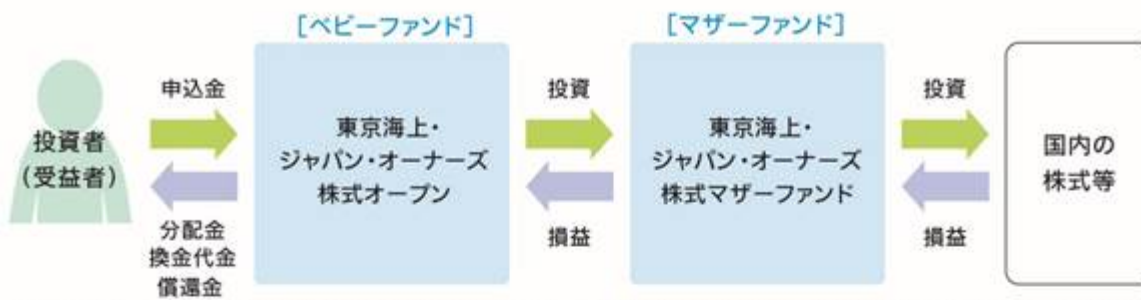 [ベビーファンド]
[マザーファンド]
投資者
（受益者）
申込金
分配金
換金代金
償還金
東京海上・
ジャパン・オーナーズ
株式オープン
投資
損益
東京海上・
ジャパン・オーナーズ
株式マザーファンド
投資
損益
国内の
株式等